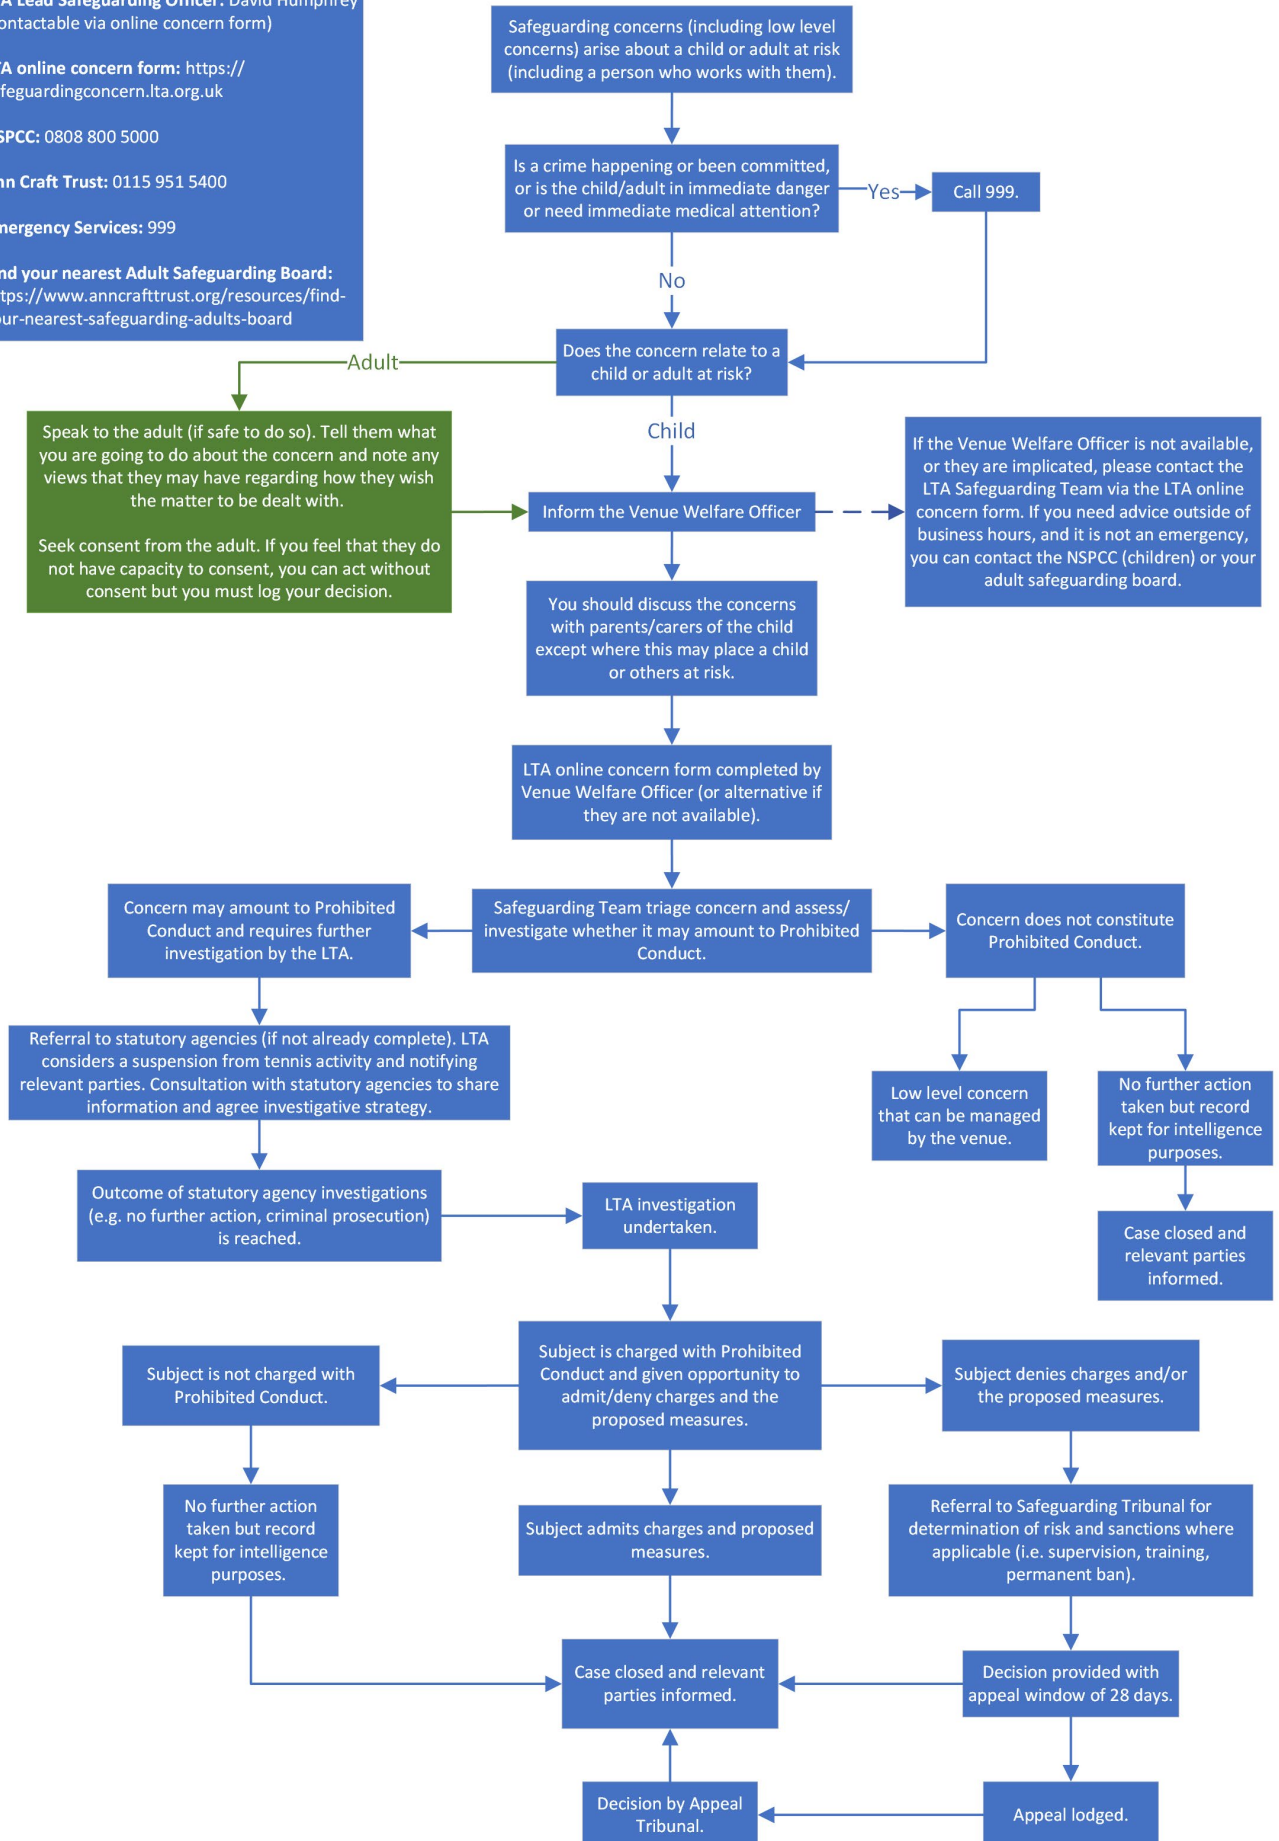 Lead Safeguarding Officer: David Humphrey
via online concern form)
online concern form: https://
0808 800 5000
Craft Trust: 0115 951 5400
Services: 999
your nearest Adult Safeguarding Board:
Safeguarding concerns (including low level
concerns) arise about a child or adult at risk
(including a person who works with them).
Is a crime happening or been committed,
or is the child/adult in immediate danger
or need immediate medical attention?
Yes
Call 999.
No
Does the concern relate to a
child or adult at risk?
Adult
Speak to the adult (if safe to do so). Tell them what
you are going to do about the concern and note any
views that they may have regarding how they wish
the matter to be dealt with.
Seek consent from the adult. If you feel that they do
not have capacity to consent, you can act without
consent but you must log your decision.
Child
Inform the Venue Welfare Officer
If the Venue Welfare Officer is not available,
or they are implicated, please contact the
LTA Safeguarding Team via the LTA online
concern form. If you need advice outside of
business hours, and it is not an emergency,
you can contact the NSPCC (children) or your
adult safeguarding board.
You should discuss the concerns
with parents/carers of the child
except where this may place a child
or others at risk.
LTA online concern form completed by
Venue Welfare Officer (or alternative if
they are not available).
Safeguarding Team triage concern and assess/
investigate whether it may amount to Prohibited
Conduct.
Concern may amount to Prohibited
Conduct and requires further
investigation by the LTA.
Concern does not constitute
Prohibited Conduct.
Referral to statutory agencies (if not already complete). LTA
considers a suspension from tennis activity and notifying
relevant parties. Consultation with statutory agencies to share
information and agree investigative strategy.
Low level concern
that can be managed
by the venue.
No further action
taken but record
kept for intelligence
purposes.
Outcome of statutory agency investigations
(e.g. no further action, criminal prosecution)
is reached.
LTA investigation
undertaken.
Case closed and
relevant parties
informed.
Subject is not charged with
Prohibited Conduct.
Subject is charged with Prohibited
Conduct and given opportunity to
admit/deny charges and the
proposed measures.
Subject denies charges and/or
the proposed measures.
No further action
taken but record
kept for intelligence
purposes.
Subject admits charges and proposed
measures.
Referral to Safeguarding Tribunal for
determination of risk and sanctions where
applicable (i.e. supervision, training,
permanent ban).
Case closed and relevant
parties informed.
Decision provided with
appeal window of 28 days.
Decision by Appeal
Tribunal.
Appeal lodged.